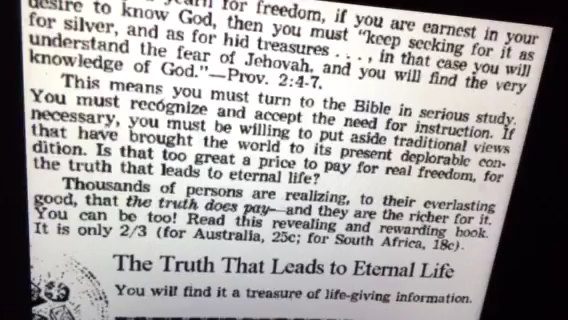 yearn for freedom, if you are earnest in your
desire to know God, then you must "keep seeking for it as
for silver, and as for hid treasures . . . , in that case you will
understand the fear of Jehovah, and you will find the very
knowledge of God."—Prov. 2:4-7.
This means you must turn to the Bible in serious study.
You must recognize and accept the need for instruction. If
necessary, you must be willing to put aside traditional views
that have brought the world to its present deplorable con-
dition. Is that too great a price to pay for real freedom, for
the truth that leads to eternal life?
Thousands of persons are realizing, to their everlasting
good, that the truth does pay—and they are the richer for it.
You can be too! Read this revealing and rewarding book.
It is only 2/3 (for Australia, 25c; for South Africa, 18c).
The Truth That Leads to Eternal Life
You will find it a treasure of life-giving information.